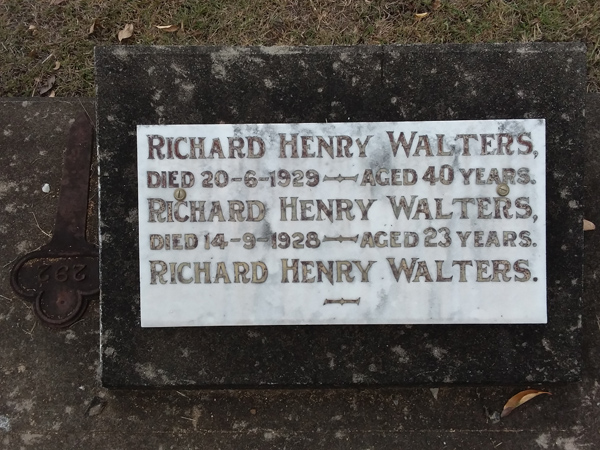 RICHARD HENRY WALTERS,
DIED 20-6-1929 — AGED 40 YEARS.
RICHARD HENRY WALTERS,
DIED 14-9-1928 — AGED 23 YEARS.
RICHARD HENRY WALTERS.
292